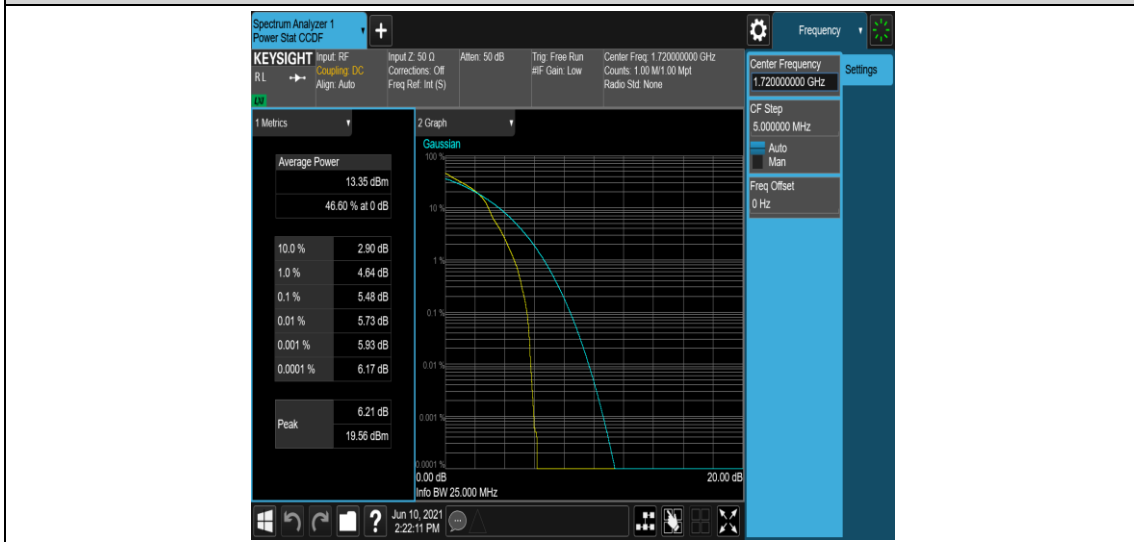 Spectrum Analyzer 1
Power Stat CCDF
+
Frequency
KEYSIGHT
RL
LXI
Input: RF
Coupling: DC
Align: Auto
Input Z: 50 Ω
Corrections: Off
Freq Ref: Int (S)
Atten: 50 dB
Trig: Free Run
#IF Gain: Low
Center Freq: 1.720000000 GHz
Counts: 1.00 M/1.00 Mpt
Radio Std: None
Center Frequency
1.720000000 GHz
Settings
CF Step
5.000000 MHz
Auto
Man
Freq Offset
0 Hz
1 Metrics
Average Power
13.35 dBm
46.60 % at 0 dB
10.0 % 2.90 dB
1.0 % 4.64 dB
0.1 % 5.48 dB
0.01 % 5.73 dB
0.001 % 5.93 dB
0.0001 % 6.17 dB
Peak
6.21 dB
19.56 dBm
2 Graph
Gaussian
100 %
10 %
1 %
0.1 %
0.01 %
0.001 %
0.0001 %
0.00 dB 20.00 dB
Info BW 25.000 MHz
?
Jun 10, 2021
2:22:11 PM